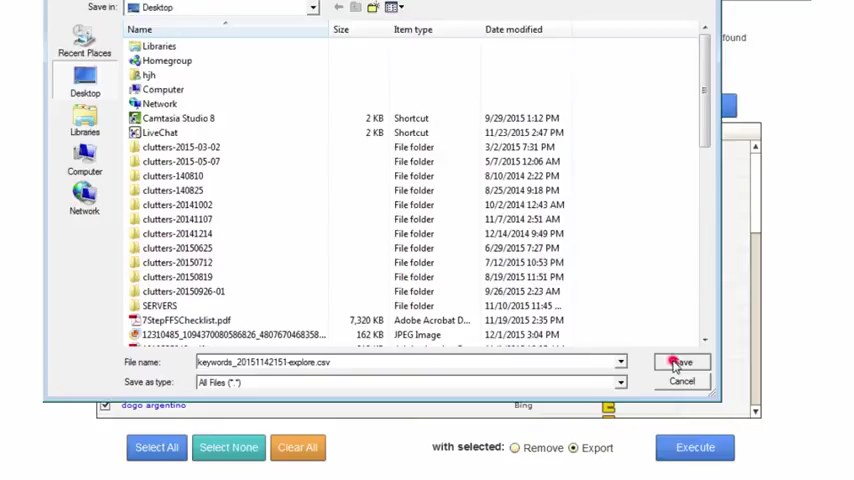 Save in: Desktop
found
Name Size Item type Date modified
Recent Places
Desktop
Libraries
Computer
Network
Libraries
Homegroup
hjh
Computer
Network
Camtasia Studio 8 2 KB Shortcut 9/29/2015 1:12 PM
LiveChat 2 KB Shortcut 11/23/2015 2:47 PM
clutters-2015-03-02 File folder 3/2/2015 7:31 PM
clutters-2015-05-07 File folder 5/7/2015 12:06 AM
clutters-140810 File folder 8/10/2014 2:22 PM
clutters-140825 File folder 8/25/2014 9:18 PM
clutters-20141002 File folder 10/2/2014 12:43 AM
clutters-20141107 File folder 11/7/2014 2:51 AM
clutters-20141214 File folder 12/14/2014 9:49 PM
clutters-20150625 File folder 6/29/2015 7:27 PM
clutters-20150712 File folder 7/12/2015 10:53 PM
clutters-20150819 File folder 8/19/2015 11:51 PM
clutters-20150926-01 File folder 9/26/2015 2:23 AM
SERVERS File folder 11/10/2015 11:45 ...
7StepFFSChecklist.pdf 7,320 KB Adobe Acrobat D... 11/19/2015 2:35 PM
12310485_1094370080586826_4807670468358... 162 KB JPEG Image 12/1/2015 3:04 PM
File name: keywords_20151142151-explore.csv Save
Save as type: All Files (*.*) Cancel
dogo argentino Bing
Select All Select None Clear All with selected: Remove Export Execute